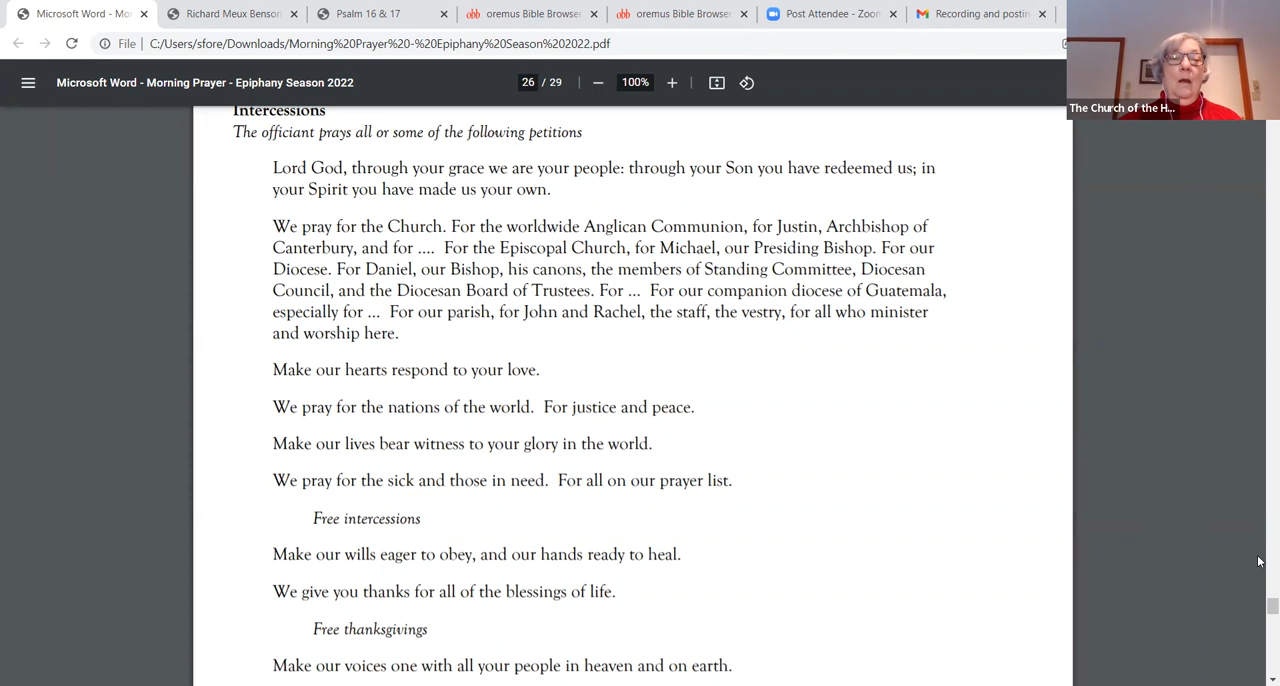 Microsoft Word - Mo
Richard Meux Benson
Psalm 16 & 17
oremus Bible Browser
oremus Bible Browser
Post Attendee - Zoom
Recording and postin
File
C:/Users/sfore/Downloads/Morning%20Prayer%20-%20Epiphany%20Season%202022.pdf
Microsoft Word - Morning Prayer - Epiphany Season 2022
26 / 29
100%
The Church of the H...
Intercessions
The officiant prays all or some of the following petitions
Lord God, through your grace we are your people: through your Son you have redeemed us; in
your Spirit you have made us your own.
We pray for the Church. For the worldwide Anglican Communion, for Justin, Archbishop of
Canterbury, and for .... For the Episcopal Church, for Michael, our Presiding Bishop. For our
Diocese. For Daniel, our Bishop, his canons, the members of Standing Committee, Diocesan
Council, and the Diocesan Board of Trustees. For ... For our companion diocese of Guatemala,
especially for ... For our parish, for John and Rachel, the staff, the vestry, for all who minister
and worship here.
Make our hearts respond to your love.
We pray for the nations of the world. For justice and peace.
Make our lives bear witness to your glory in the world.
We pray for the sick and those in need. For all on our prayer list.
Free intercessions
Make our wills eager to obey, and our hands ready to heal.
We give you thanks for all of the blessings of life.
Free thanksgivings
Make our voices one with all your people in heaven and on earth.